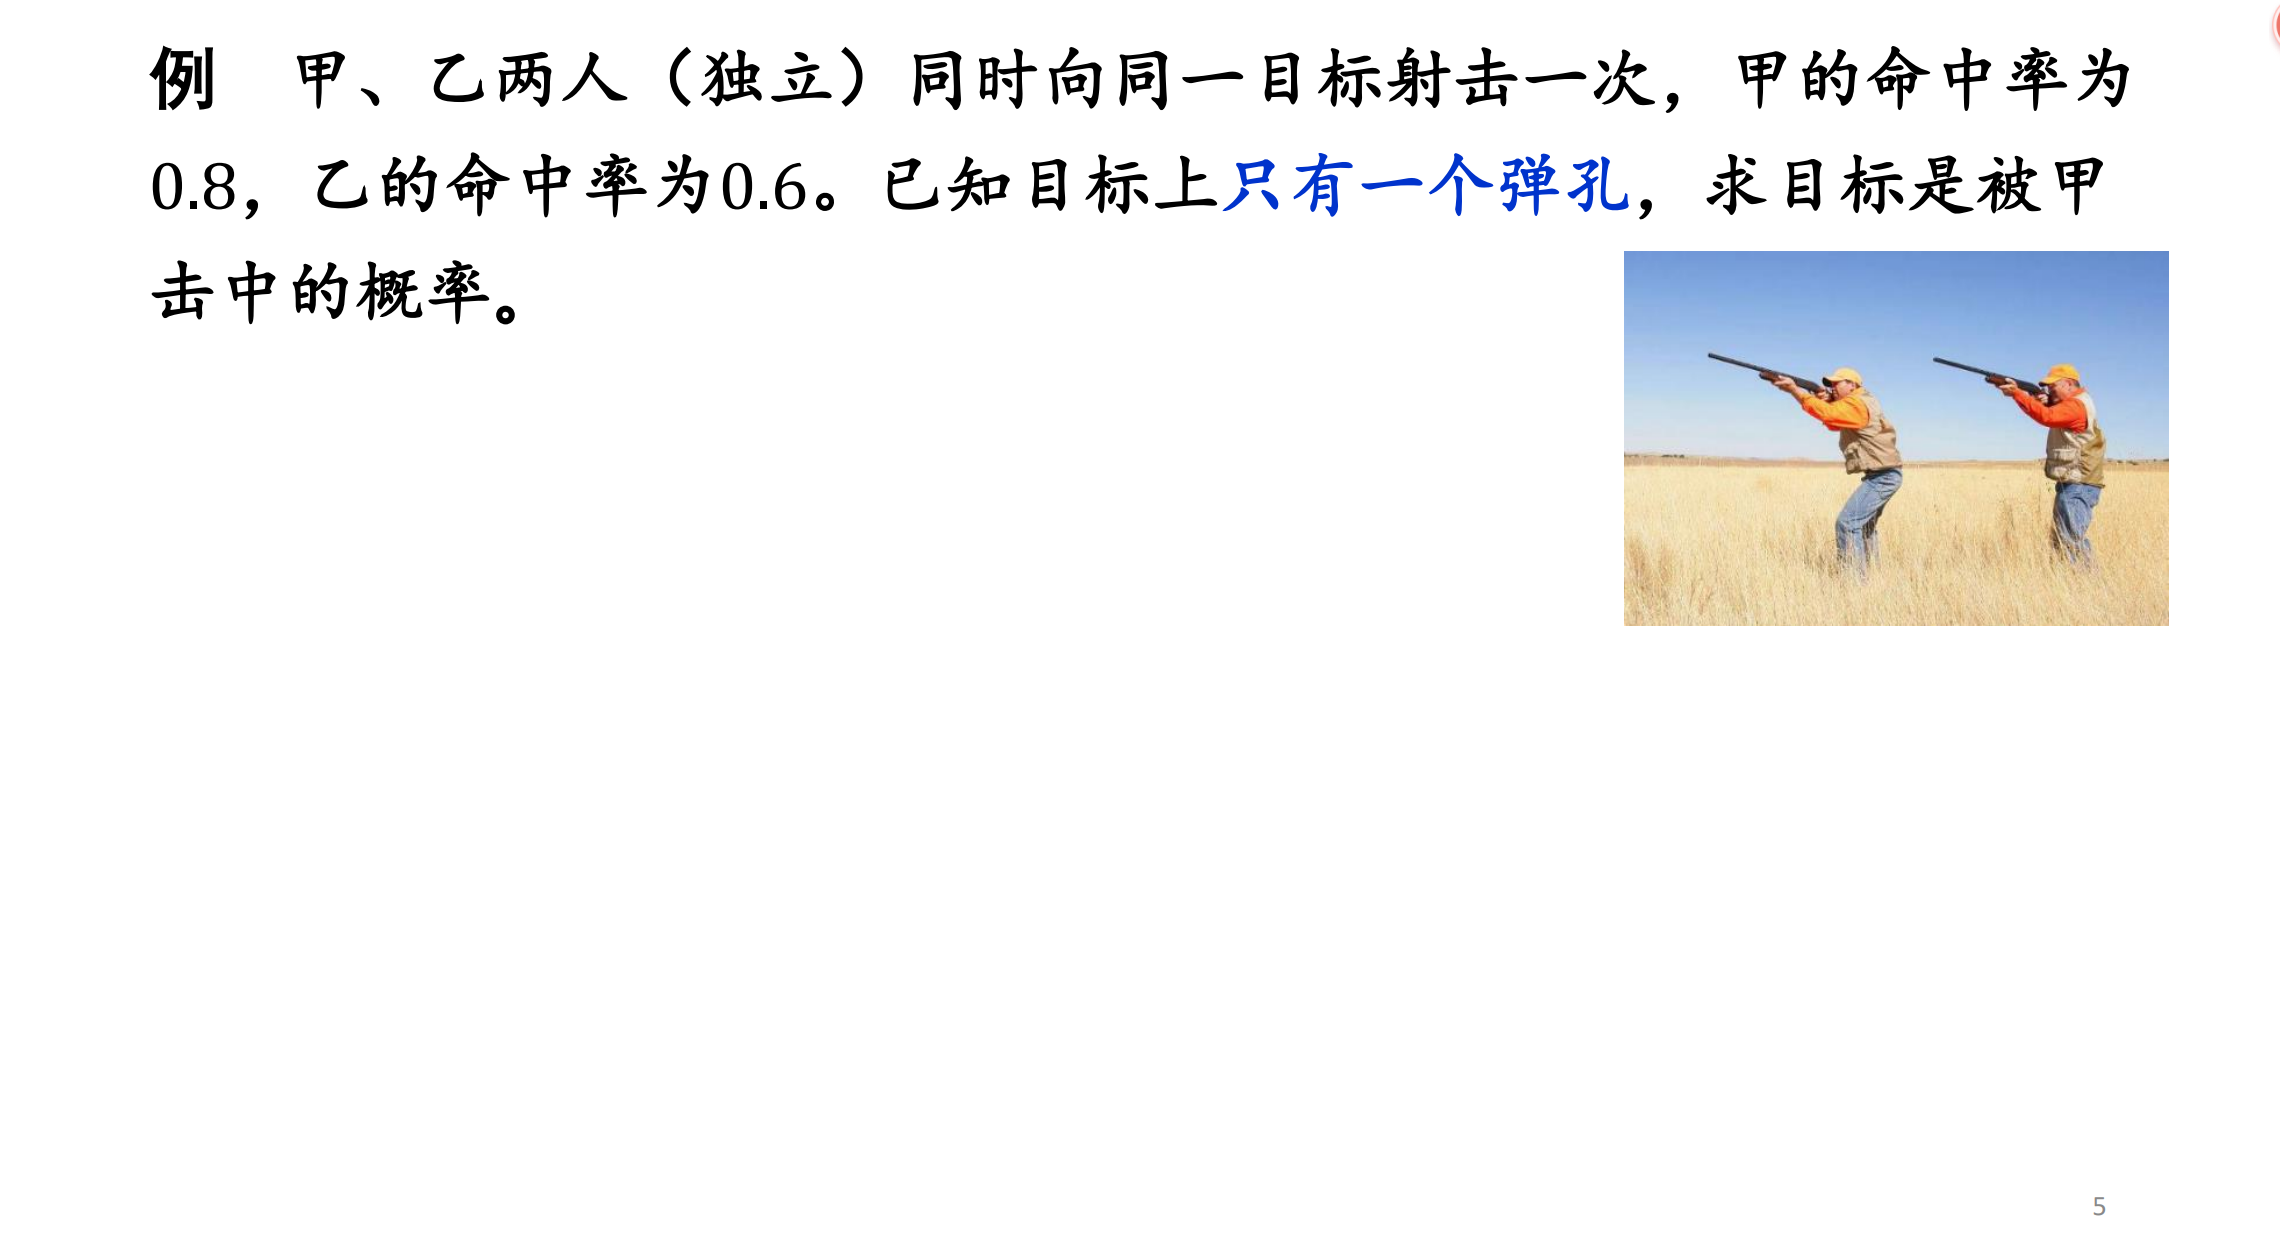 例　甲、乙两人（独立）同时向同一目标射击一次，甲的命中率为
0.8，乙的命中率为0.6。已知目标上只有一个弹孔，求目标是被甲
击中的概率。
5